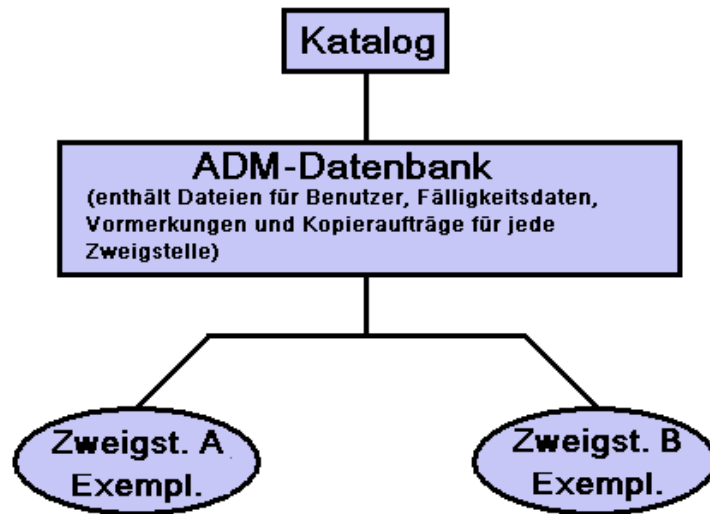 Katalog
ADM-Datenbank
(enthält Dateien für Benutzer, Fälligkeitsdaten,
Vormerkungen und Kopieraufträge für jede
Zweigstelle)
Zweigst. A
Exempl.
Zweigst. B
Exempl.